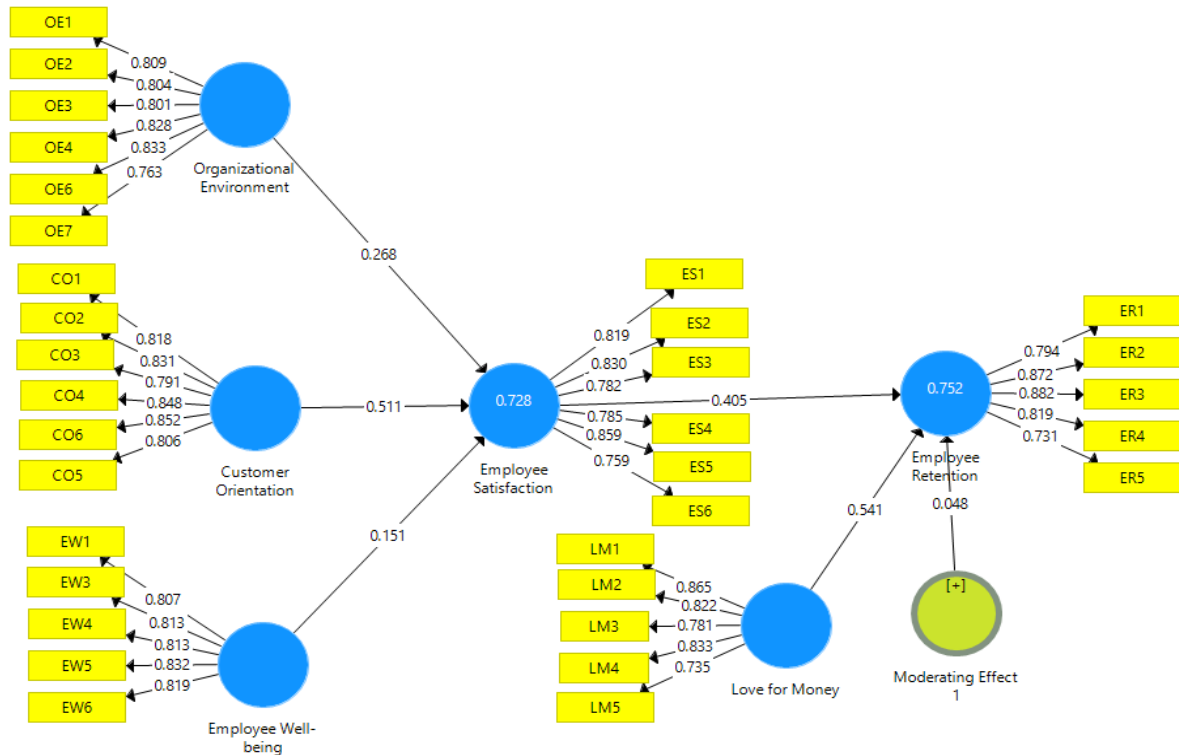 OE1
OE2
OE3
OE4
OE6
OE7
0.809
0.804
0.801
0.828
0.833
0.763
Organizational
Environment
0.268
CO1
CO2
CO3
CO4
CO6
CO5
0.818
0.831
0.791
0.848
0.852
0.806
Customer
Orientation
0.511
EW1
EW3
EW4
EW5
EW6
0.807
0.813
0.813
0.832
0.819
Employee Well-
being
0.151
0.728
Employee
Satisfaction
ES1
ES2
ES3
ES4
ES5
ES6
0.819
0.830
0.782
0.785
0.859
0.759
0.405
LM1
LM2
LM3
LM4
LM5
0.865
0.822
0.781
0.833
0.735
Love for Money
0.541
0.752
Employee
Retention
0.048
[+]
Moderating Effect
1
0.794
0.872
0.882
0.819
0.731
ER1
ER2
ER3
ER4
ER5